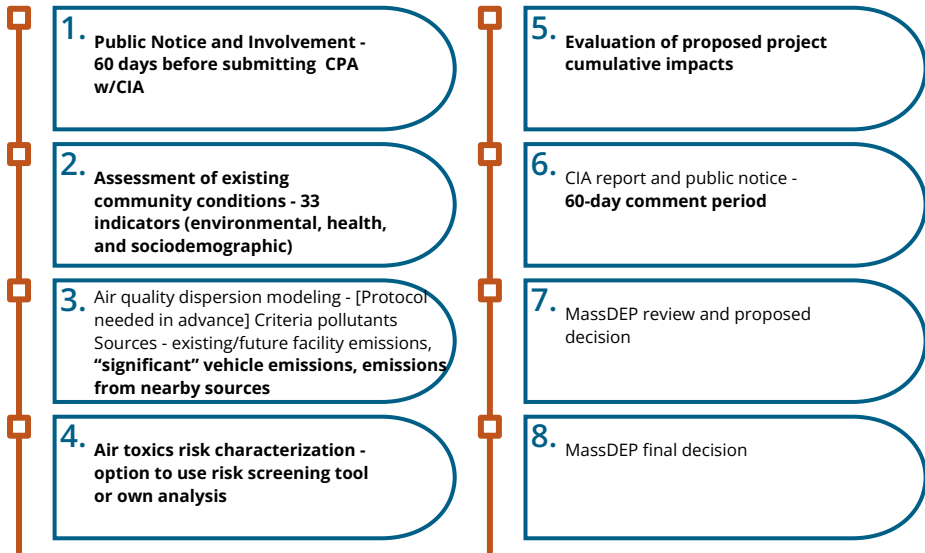 1.
Public Notice and Involvement -
60 days before submitting CPA
w/CIA
2.
Assessment of existing
community conditions - 33
indicators (environmental, health,
and sociodemographic)
3.
Air quality dispersion modeling - [Protocol
needed in advance] Criteria pollutants
Sources - existing/future facility emissions,
“significant” vehicle emissions, emissions
from nearby sources
4.
Air toxics risk characterization -
option to use risk screening tool
or own analysis
5.
Evaluation of proposed project
cumulative impacts
6.
CIA report and public notice -
60-day comment period
7.
MassDEP review and proposed
decision
8.
MassDEP final decision